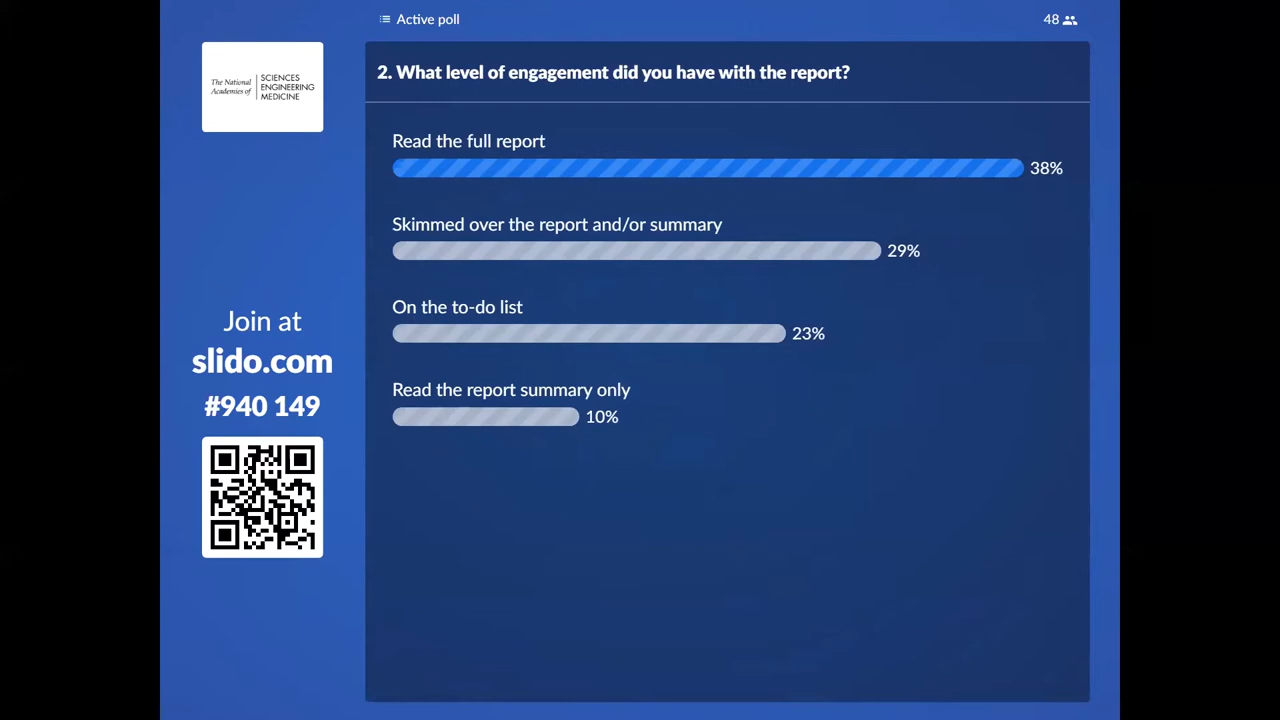 Active poll
48
The National
Academies of
SCIENCES
ENGINEERING
MEDICINE
2. What level of engagement did you have with the report?
Read the full report
38%
Skimmed over the report and/or summary
29%
On the to-do list
23%
Read the report summary only
10%
Join at
slido.com
#940 149